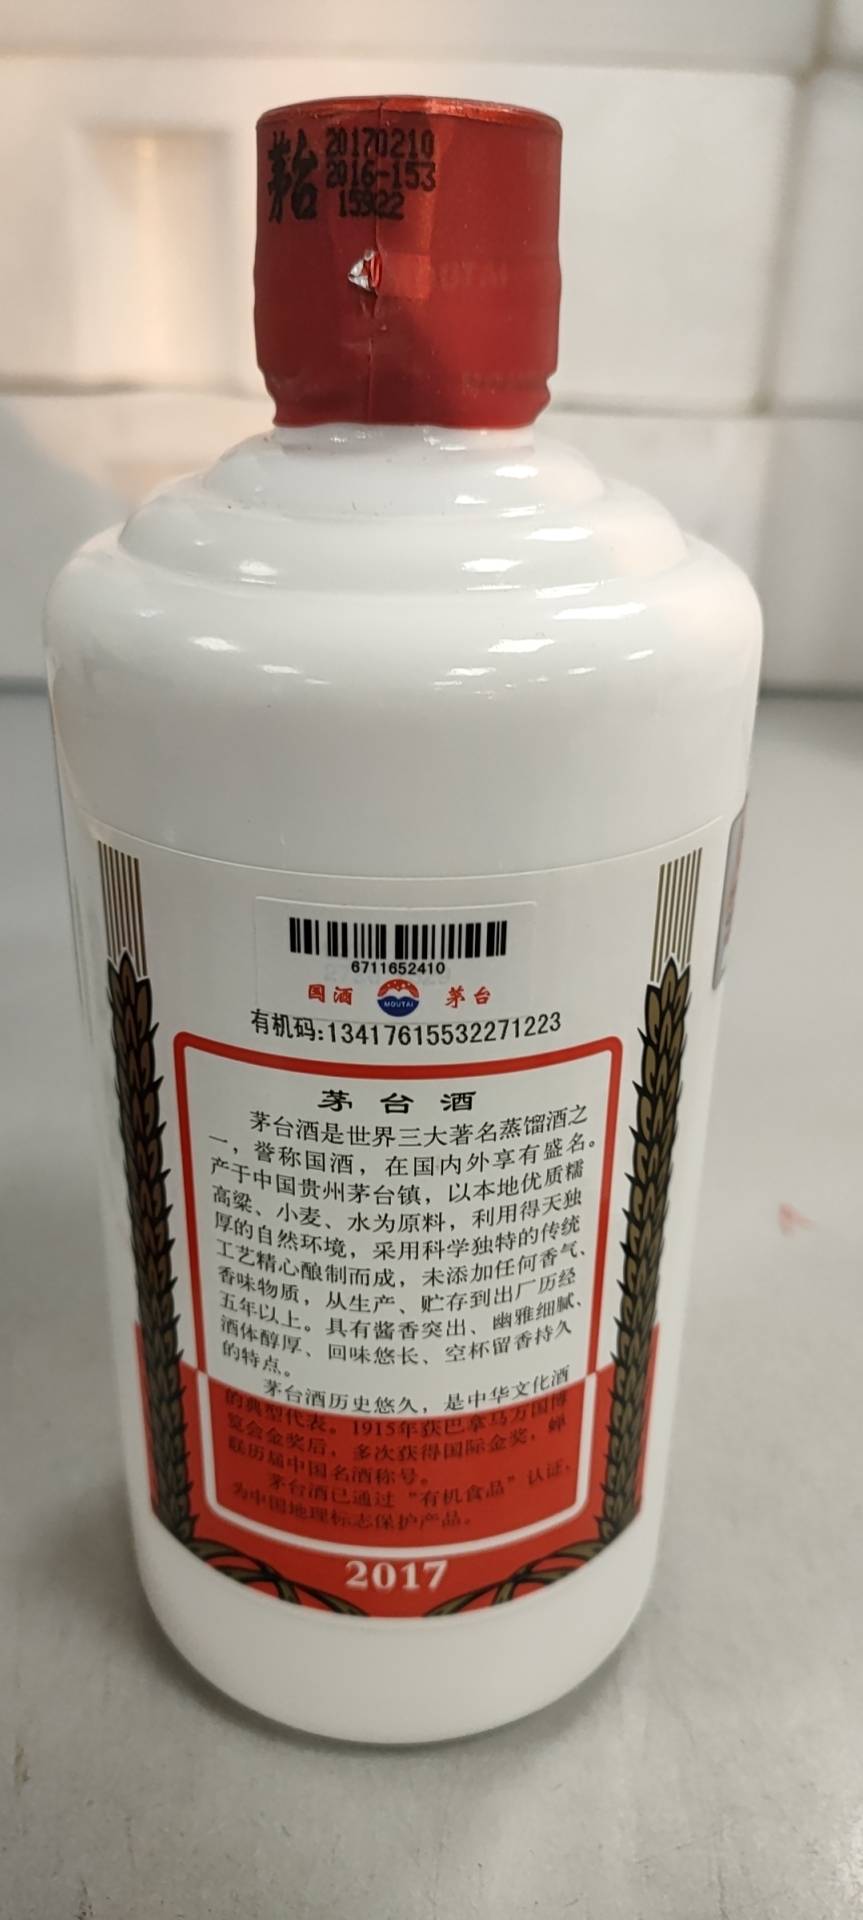 茅台
20170210
2016-153
15922
6711652410
国酒 MOUTAI 茅台
有机码:13417615532271223
茅台酒
茅台酒是世界三大著名蒸馏酒之
一，誉称国酒，在国内外享有盛名。
产于中国贵州茅台镇，以本地优质糯
高粱、小麦、水为原料，利用得天独
厚的自然环境，采用科学独特的传统
工艺精心酿制而成，未添加任何香气、
香味物质，从生产、贮存到出厂历经
五年以上。具有酱香突出、幽雅细腻、
酒体醇厚、回味悠长、空杯留香持久
的特点。
茅台酒历史悠久，是中华文化酒
的典型代表。1915年获巴拿马万国博
览会金奖后，多次获得国际金奖，蝉
联历届中国名酒称号。
茅台酒已通过“有机食品”认证，
为中国地理标志保护产品。
2017